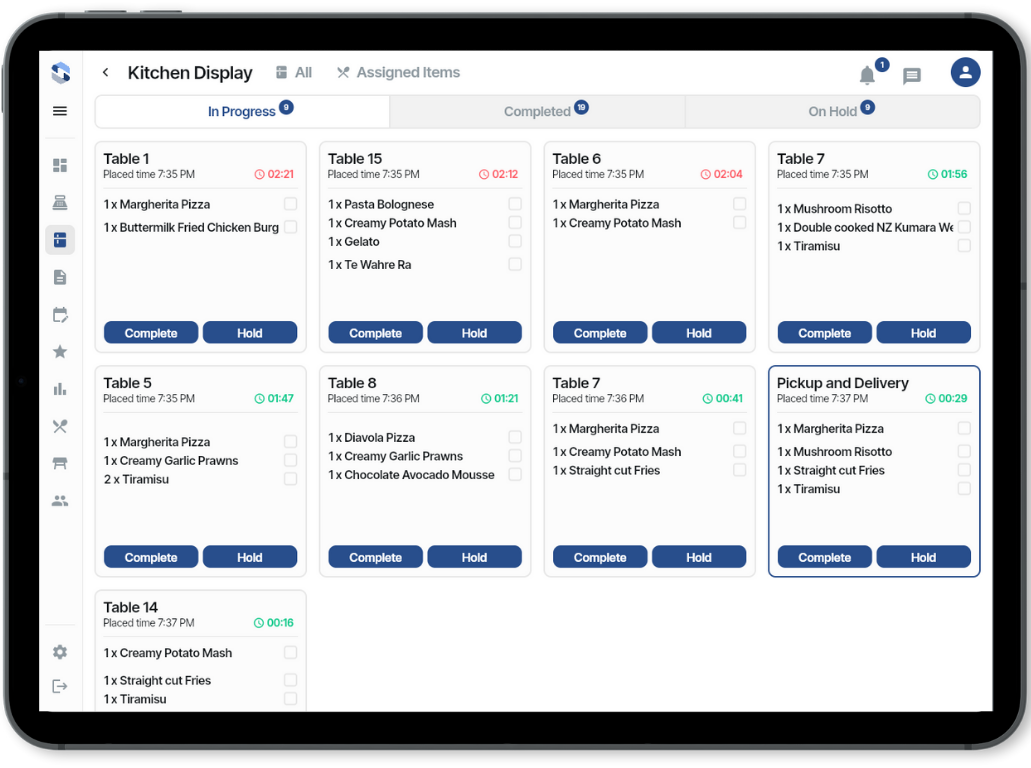 Kitchen Display
All
Assigned Items
1
In Progress 9
Completed 19
On Hold 9
Table 1
Placed time 7:35 PM
02:21
1 x Margherita Pizza
1 x Buttermilk Fried Chicken Burg
Complete
Hold
Table 15
Placed time 7:35 PM
02:12
1 x Pasta Bolognese
1 x Creamy Potato Mash
1 x Gelato
1 x Te Wahre Ra
Complete
Hold
Table 6
Placed time 7:35 PM
02:04
1 x Margherita Pizza
1 x Creamy Potato Mash
Complete
Hold
Table 7
Placed time 7:35 PM
01:56
1 x Mushroom Risotto
1 x Double cooked NZ Kumara We
1 x Tiramisu
Complete
Hold
Table 5
Placed time 7:35 PM
01:47
1 x Margherita Pizza
1 x Creamy Garlic Prawns
2 x Tiramisu
Complete
Hold
Table 8
Placed time 7:36 PM
01:21
1 x Diavola Pizza
1 x Creamy Garlic Prawns
1 x Chocolate Avocado Mousse
Complete
Hold
Table 7
Placed time 7:36 PM
00:41
1 x Margherita Pizza
1 x Creamy Potato Mash
1 x Straight cut Fries
Complete
Hold
Pickup and Delivery
Placed time 7:37 PM
00:29
1 x Margherita Pizza
1 x Mushroom Risotto
1 x Straight cut Fries
1 x Tiramisu
Complete
Hold
Table 14
Placed time 7:37 PM
00:16
1 x Creamy Potato Mash
1 x Straight cut Fries
1 x Tiramisu